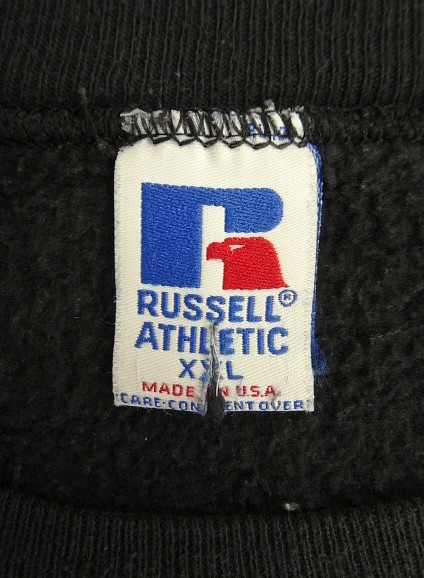 RUSSELL®
ATHLETIC
XXL
MADE IN U.S.A.
CARE·CONTENT OVER